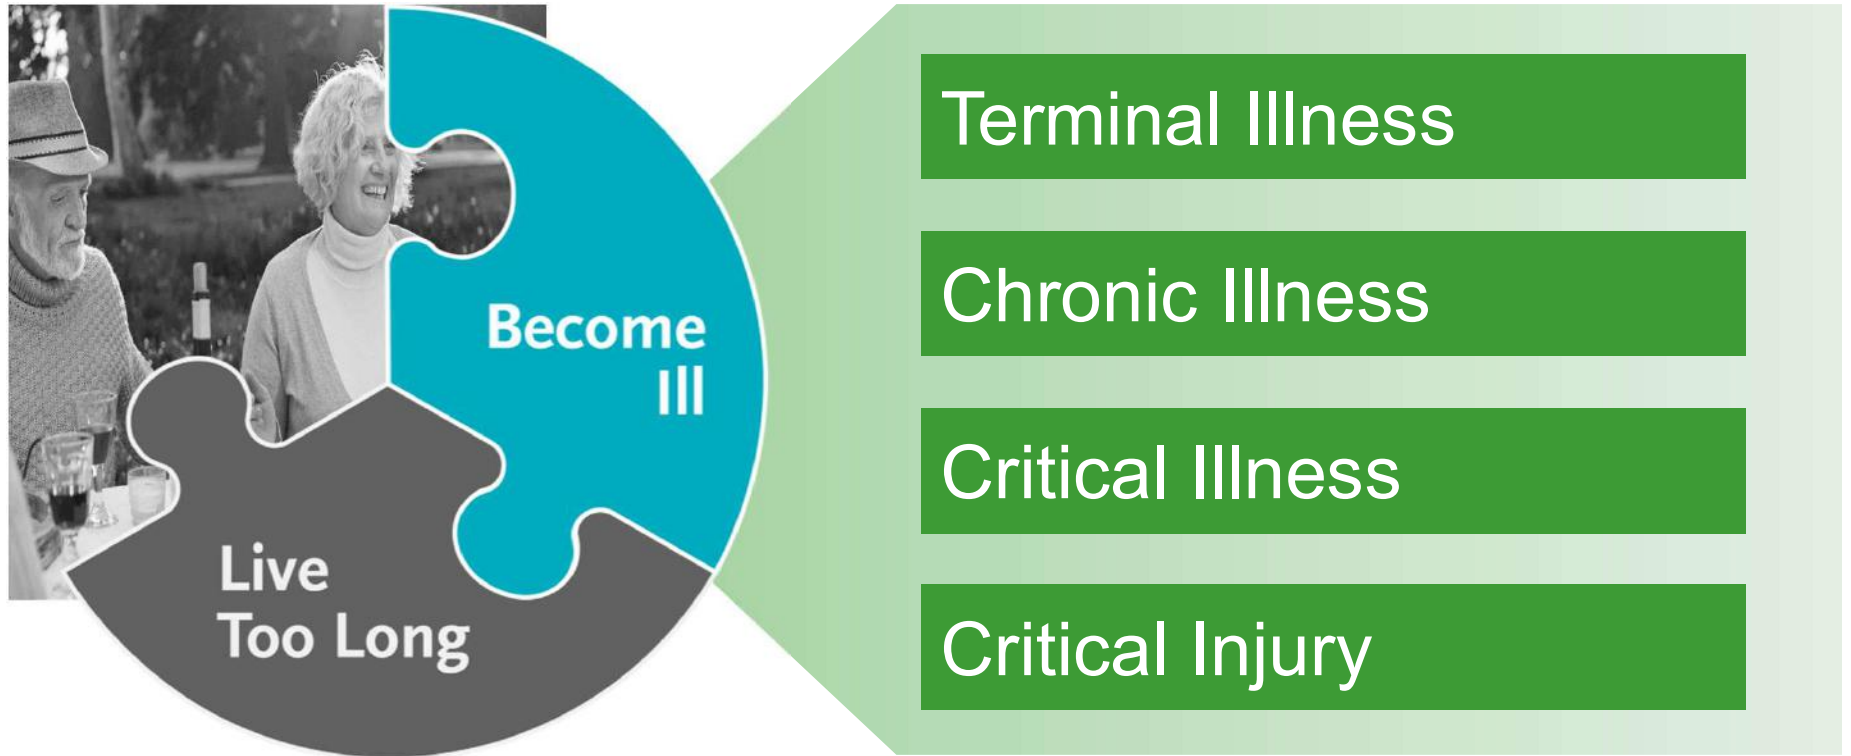 Become
Ill
Live
Too Long
Terminal Illness
Chronic Illness
Critical Illness
Critical Injury